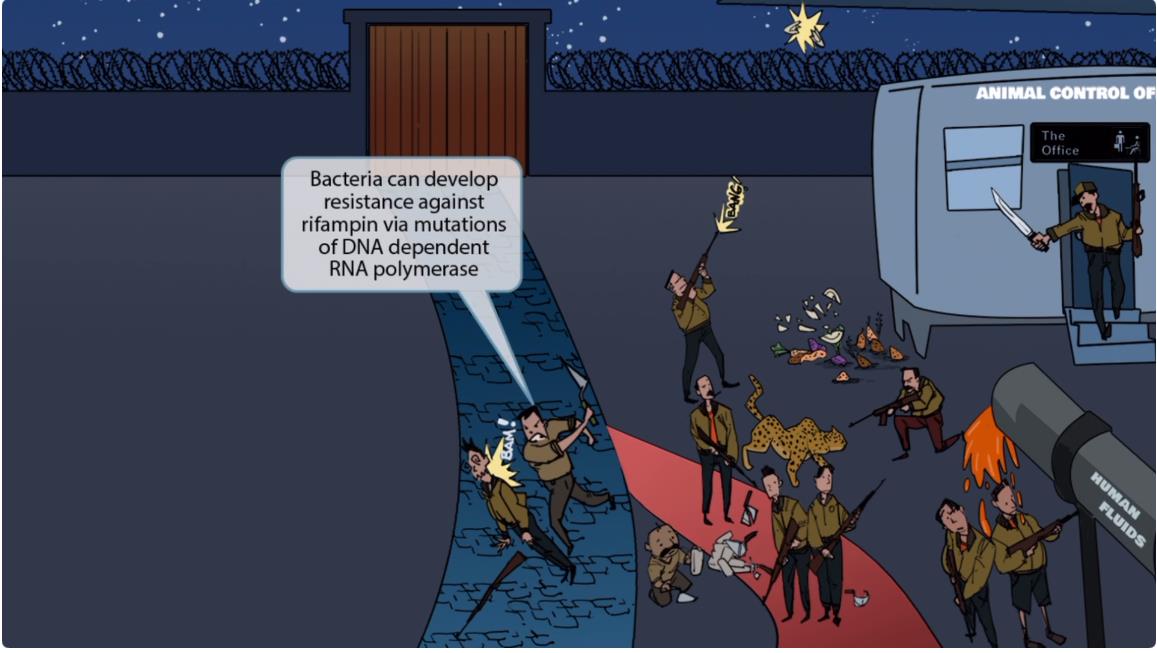 ANIMAL CONTROL OF
The
Office
Bacteria can develop
resistance against
rifampin via mutations
of DNA dependent
RNA polymerase
BANG!
BAM!
HUMAN
FLUIDS